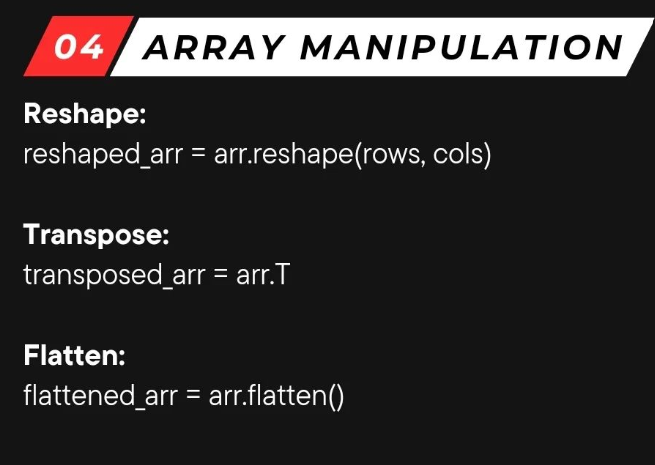 04 ARRAY MANIPULATION
Reshape:
reshaped_arr = arr.reshape(rows, cols)
Transpose:
transposed_arr = arr.T
Flatten:
flattened_arr = arr.flatten()